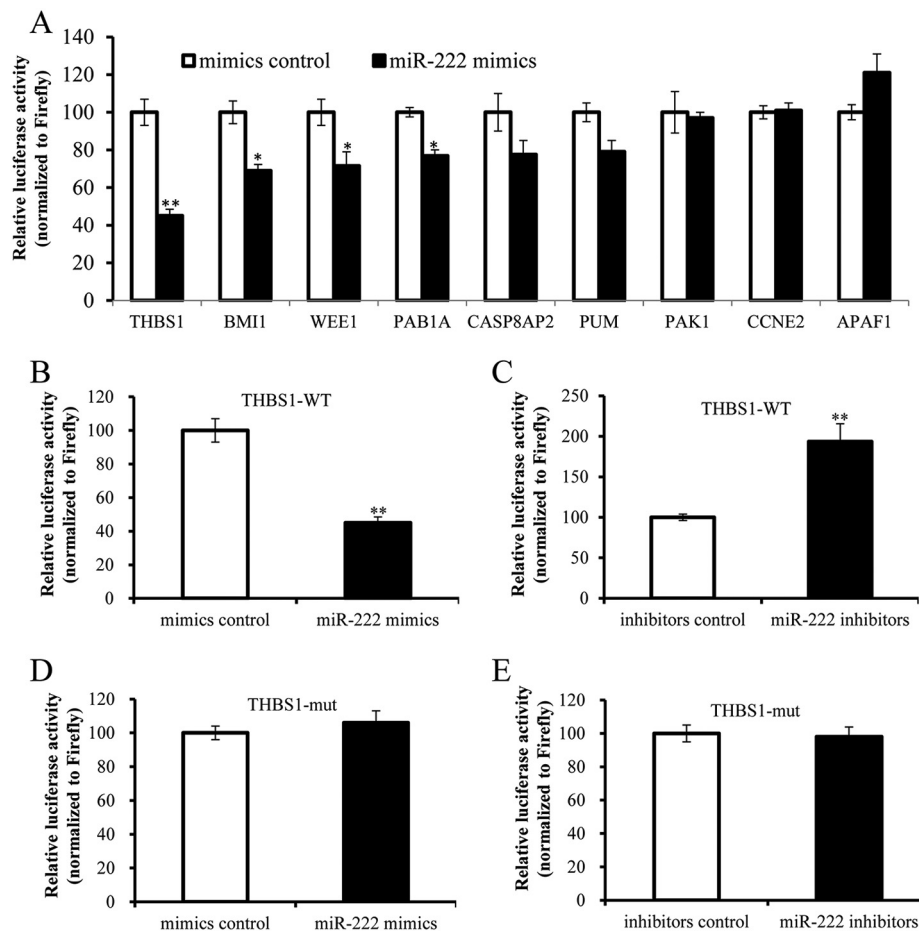 A
Relative luciferase activity
(normalized to Firefly)
140
120
100
80
60
40
20
0
mimics control
miR-222 mimics
**
*
*
*
THBS1 BMI1 WEE1 PAB1A CASP8AP2 PUM PAK1 CCNE2 APAF1
B
Relative luciferase activity
(normalized to Firefly)
120
100
80
60
40
20
0
THBS1-WT
**
mimics control miR-222 mimics
C
Relative luciferase activity
(normalized to Firefly)
250
200
150
100
50
0
THBS1-WT
**
inhibitors control miR-222 inhibitors
D
Relative luciferase activity
(normalized to Firefly)
120
100
80
60
40
20
0
THBS1-mut
mimics control miR-222 mimics
E
Relative luciferase activity
(normalized to Firefly)
120
100
80
60
40
20
0
THBS1-mut
inhibitors control miR-222 inhibitors